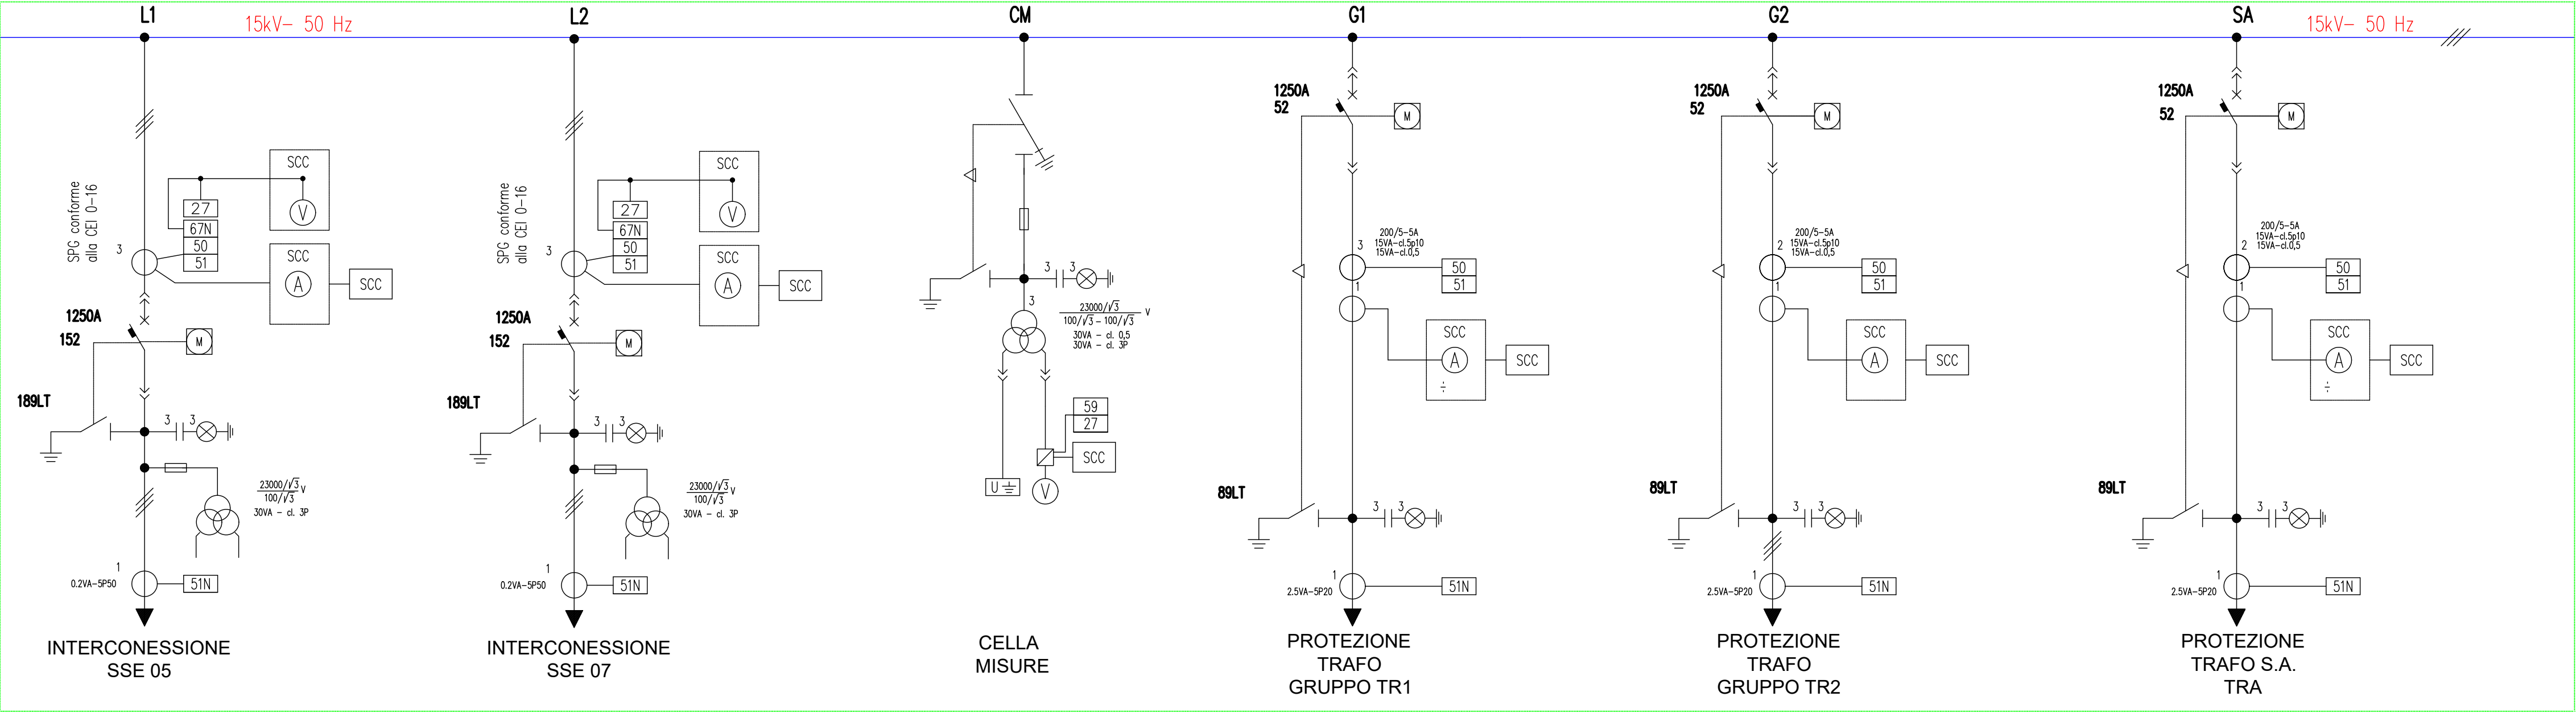 L1
15kV- 50 Hz
SPG conforme
alla CEI 0-16
SCC
V
27
67N
50
51
3
SCC
A
SCC
1250A
152
M
189LT
3
3
23000/√3 V
100/√3
30VA - cl. 3P
1
0.2VA-5P50
51N
INTERCONESSIONE
SSE 05
L2
SPG conforme
alla CEI 0-16
SCC
V
27
67N
50
51
3
SCC
A
SCC
1250A
152
M
189LT
3
3
23000/√3 V
100/√3
30VA - cl. 3P
1
0.2VA-5P50
51N
INTERCONESSIONE
SSE 07
CM
3
3
3
23000/√3 V
100/√3 - 100/√3
30VA - cl. 0,5
30VA - cl. 3P
59
27
SCC
U
V
CELLA
MISURE
G1
1250A
52
M
200/5-5A
15VA-cl.5p10
15VA-cl.0,5
3
50
51
1
SCC
A
÷
SCC
89LT
3
3
1
2.5VA-5P20
51N
PROTEZIONE
TRAFO
GRUPPO TR1
G2
1250A
52
M
200/5-5A
15VA-cl.5p10
15VA-cl.0,5
2
50
51
1
SCC
A
÷
SCC
89LT
3
3
1
2.5VA-5P20
51N
PROTEZIONE
TRAFO
GRUPPO TR2
SA
15kV- 50 Hz
1250A
52
M
200/5-5A
15VA-cl.5p10
15VA-cl.0,5
2
50
51
1
SCC
A
÷
SCC
89LT
3
3
1
2.5VA-5P20
51N
PROTEZIONE
TRAFO S.A.
TRA